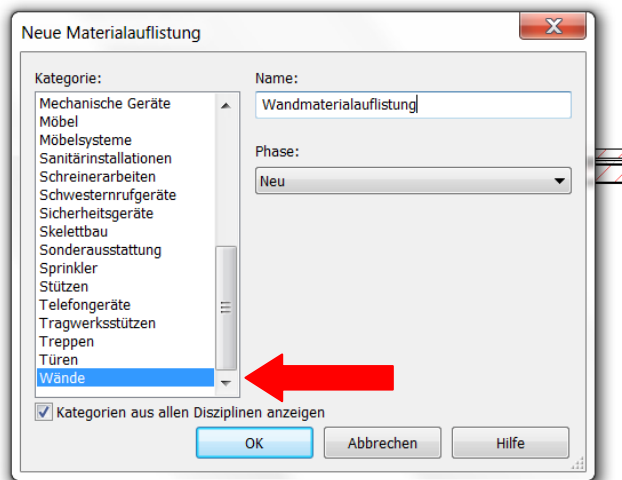 Neue Materialauflistung
Kategorie:
Mechanische Geräte
Möbel
Möbelsysteme
Sanitärinstallationen
Schreinerarbeiten
Schwesternrufgeräte
Sicherheitsgeräte
Skelettbau
Sonderausstattung
Sprinkler
Stützen
Telefongeräte
Tragwerksstützen
Treppen
Türen
Wände
Name:
Wandmaterialauflistung
Phase:
Neu
Kategorien aus allen Disziplinen anzeigen
OK Abbrechen Hilfe